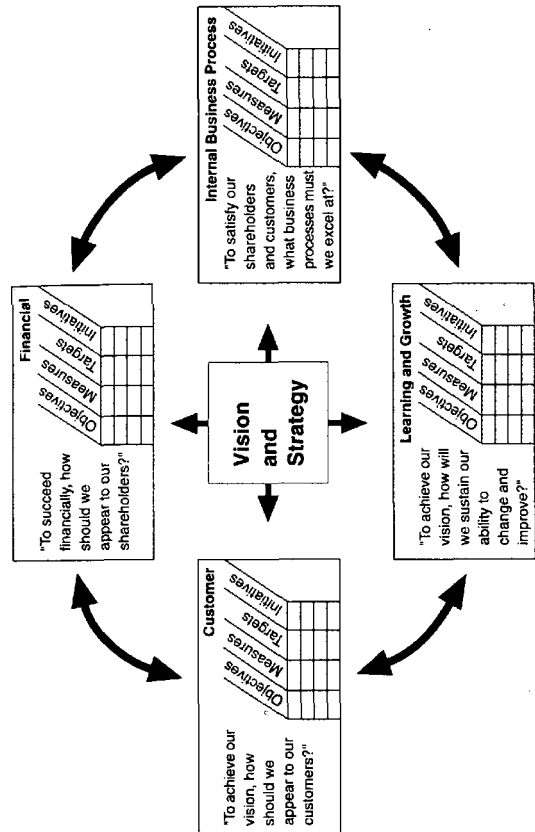 Financial
"To succeed
financially, how
should we
appear to our
shareholders?"
Objectives
Measures
Targets
Initiatives
Customer
"To achieve our
vision, how
should we
appear to our
customers?"
Objectives
Measures
Targets
Initiatives
Vision
and
Strategy
Internal Business Process
"To satisfy our
shareholders
and customers,
what business
processes must
we excel at?"
Objectives
Measures
Targets
Initiatives
Learning and Growth
"To achieve our
vision, how will
we sustain our
ability to
change and
improve?"
Objectives
Measures
Targets
Initiatives